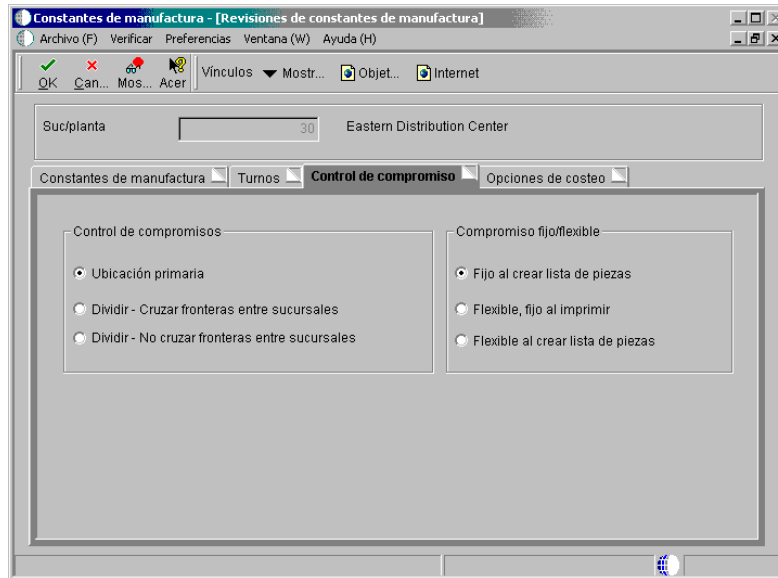 Constantes de manufactura - [Revisiones de constantes de manufactura]
Archivo (F) Verificar Preferencias Ventana (W) Ayuda (H)
OK Can... Mos... Acer Vínculos Mostr... Objet... Internet
Suc/planta 30 Eastern Distribution Center
Constantes de manufactura Turnos Control de compromiso Opciones de costeo
Control de compromisos
Ubicación primaria
Dividir - Cruzar fronteras entre sucursales
Dividir - No cruzar fronteras entre sucursales
Compromiso fijo/flexible
Fijo al crear lista de piezas
Flexible, fijo al imprimir
Flexible al crear lista de piezas